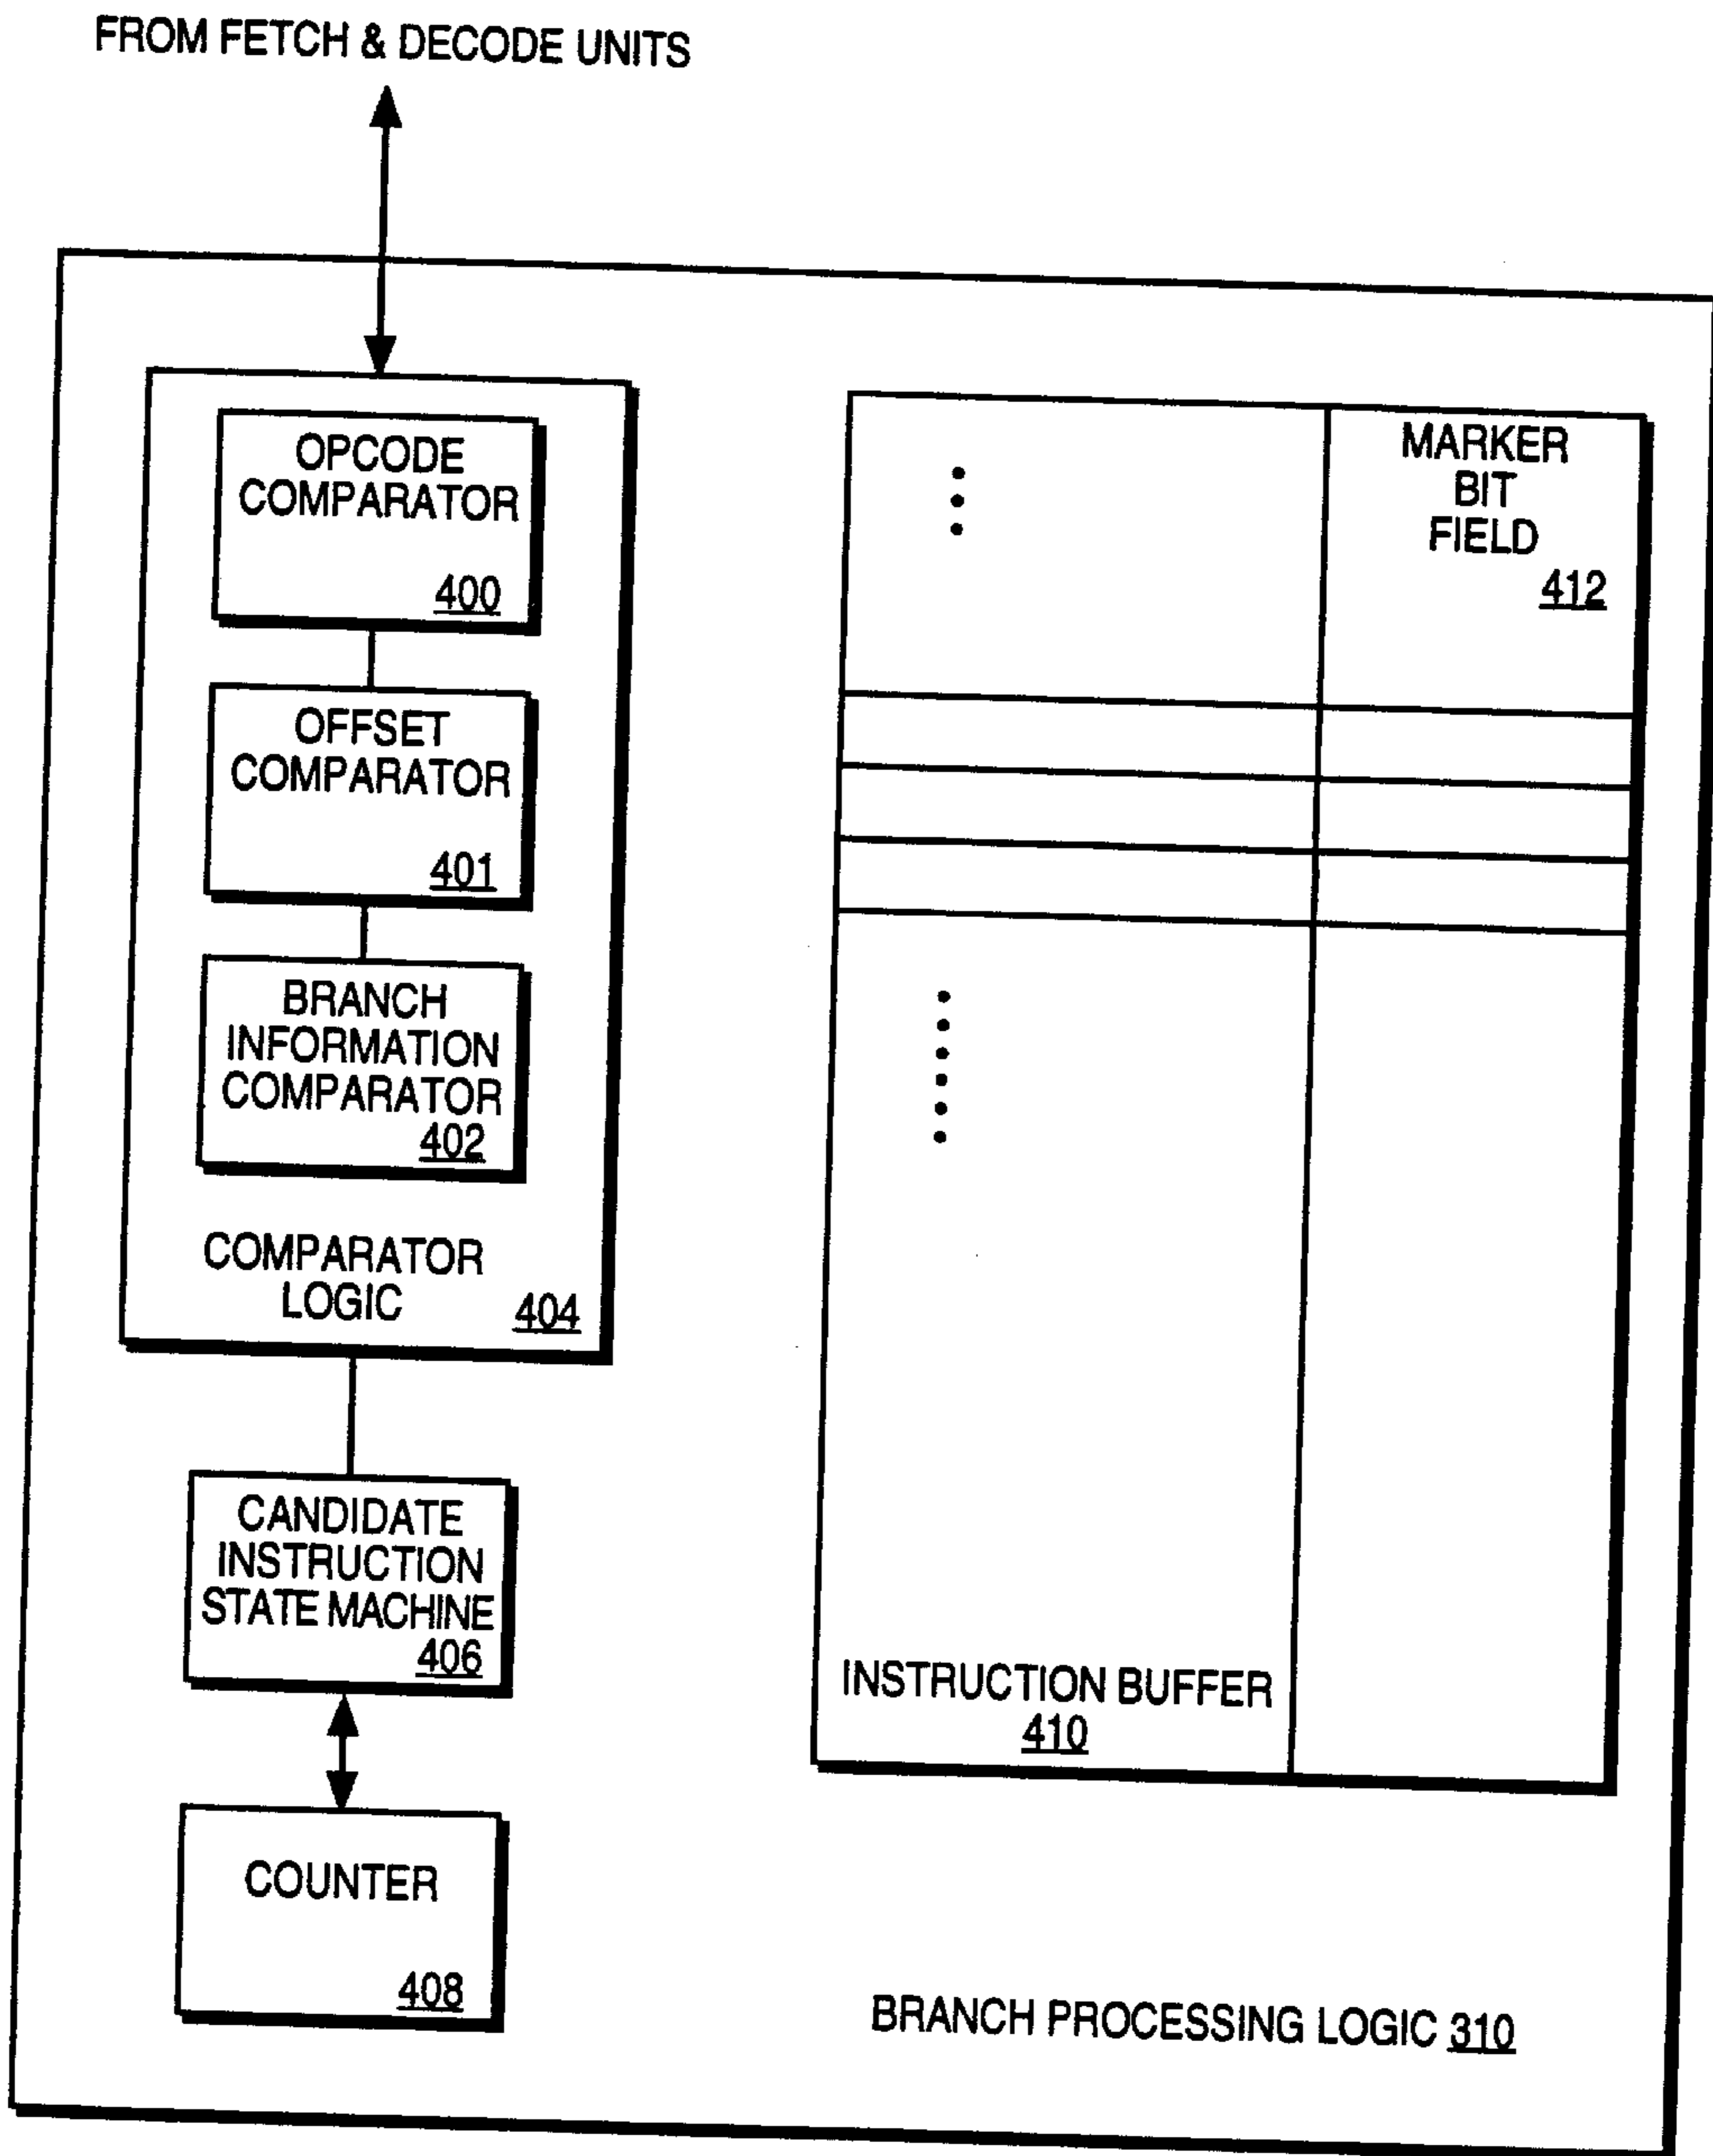 FROM FETCH & DECODE UNITS
OPCODE
COMPARATOR
400
OFFSET
COMPARATOR
401
BRANCH
INFORMATION
COMPARATOR
402
COMPARATOR
LOGIC
404
CANDIDATE
INSTRUCTION
STATE MACHINE
406
COUNTER
408
MARKER
BIT
FIELD
412
INSTRUCTION BUFFER
410
BRANCH PROCESSING LOGIC 310